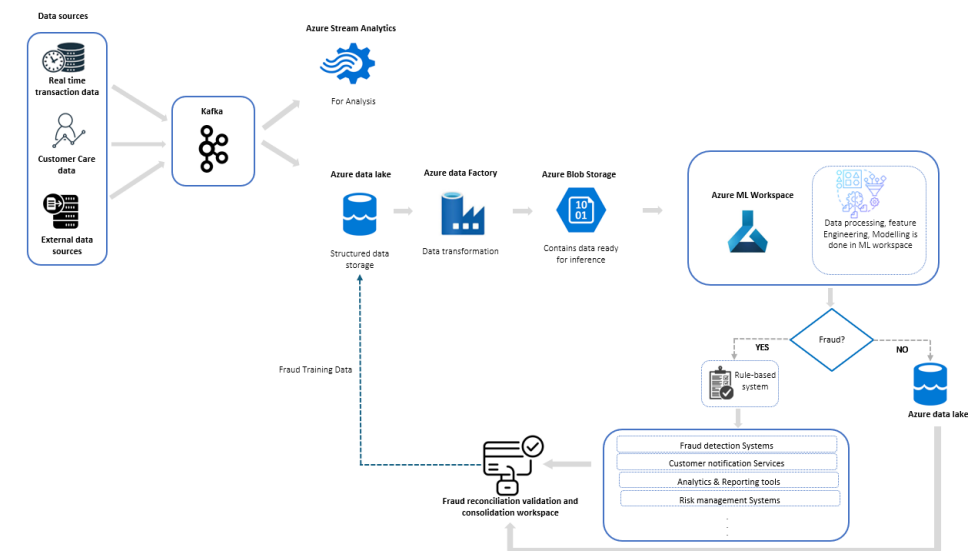 Data sources
Real time
transaction data
Customer Care
data
External data
sources
Kafka
Azure Stream Analytics
For Analysis
Azure data lake
Structured data
storage
Azure data Factory
Data transformation
Azure Blob Storage
10
01
Contains data ready
for inference
Azure ML Workspace
Data processing, feature
Engineering, Modelling is
done in ML workspace
Fraud?
YES
NO
Rule-based
system
Azure data lake
Fraud detection Systems
Customer notification Services
Analytics & Reporting tools
Risk management Systems
.
.
.
Fraud reconciliation validation and
consolidation workspace
Fraud Training Data